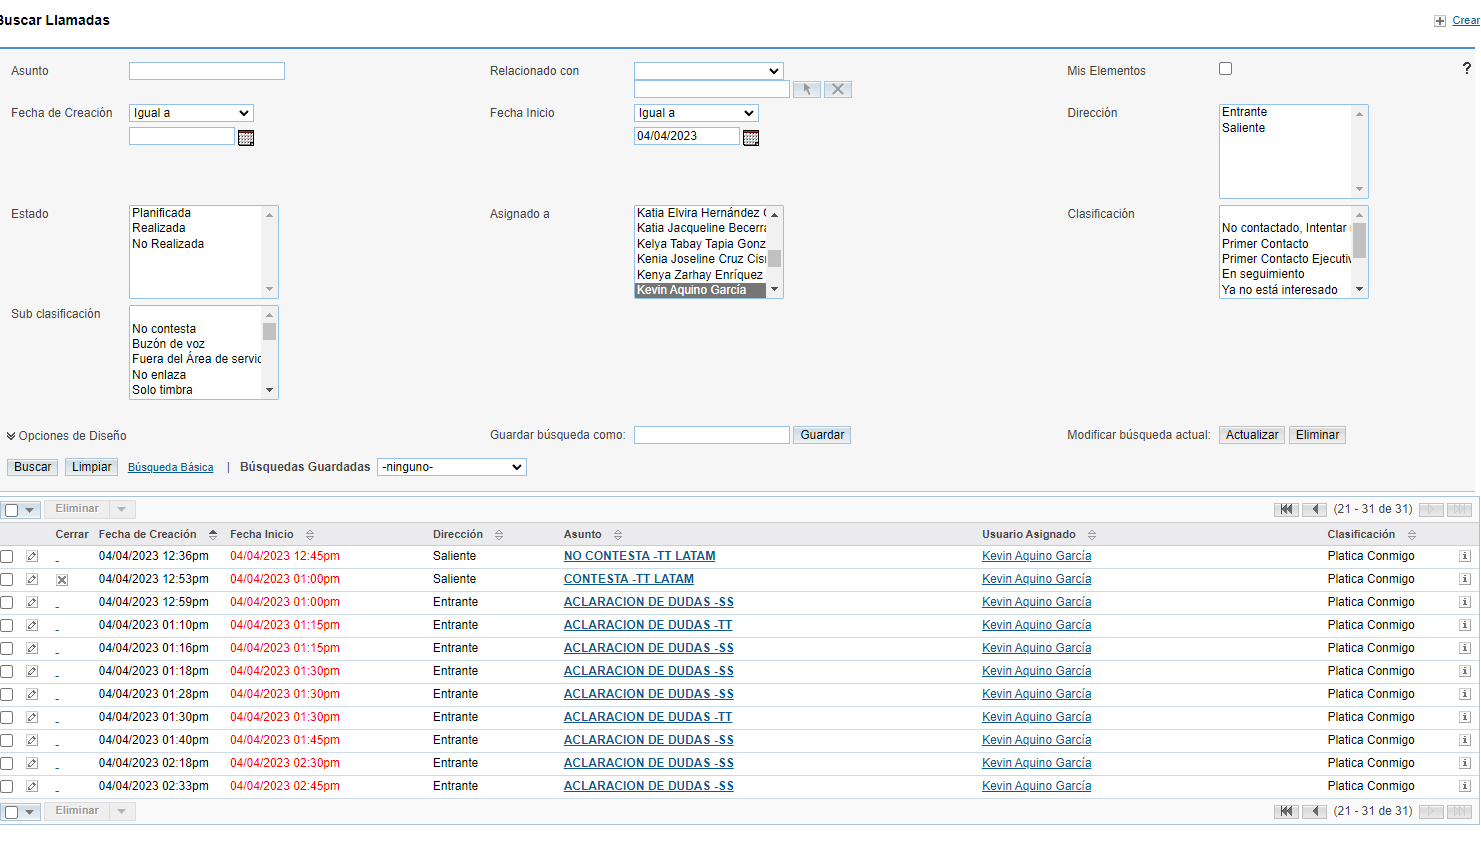 Buscar Llamadas
Crear
Asunto
Relacionado con
Mis Elementos
?
Fecha de Creación
Igual a
Fecha Inicio
Igual a
04/04/2023
Dirección
Entrante
Saliente
Estado
Planificada
Realizada
No Realizada
Asignado a
Katia Elvira Hernández
Katia Jacqueline Becerra
Kelya Tabay Tapia Gonz
Kenia Joseline Cruz Cis
Kenya Zarhay Enríquez
Kevin Aquino García
Clasificación
No contactado, Intentar
Primer Contacto
Primer Contacto Ejecutiv
En seguimiento
Ya no está interesado
Sub clasificación
No contesta
Buzón de voz
Fuera del Área de servic
No enlaza
Solo timbra
Opciones de Diseño
Guardar búsqueda como:
Guardar
Modificar búsqueda actual:
Actualizar
Eliminar
Buscar
Limpiar
Búsqueda Básica | Búsquedas Guardadas
-ninguno-
Eliminar
(21 - 31 de 31)
Cerrar Fecha de Creación Fecha Inicio Dirección Asunto Usuario Asignado Clasificación
04/04/2023 12:36pm 04/04/2023 12:45pm Saliente NO CONTESTA -TT LATAM Kevin Aquino García Platica Conmigo
04/04/2023 12:53pm 04/04/2023 01:00pm Saliente CONTESTA -TT LATAM Kevin Aquino García Platica Conmigo
04/04/2023 12:59pm 04/04/2023 01:00pm Entrante ACLARACION DE DUDAS -SS Kevin Aquino García Platica Conmigo
04/04/2023 01:10pm 04/04/2023 01:15pm Entrante ACLARACION DE DUDAS -TT Kevin Aquino García Platica Conmigo
04/04/2023 01:16pm 04/04/2023 01:15pm Entrante ACLARACION DE DUDAS -SS Kevin Aquino García Platica Conmigo
04/04/2023 01:18pm 04/04/2023 01:30pm Entrante ACLARACION DE DUDAS -SS Kevin Aquino García Platica Conmigo
04/04/2023 01:28pm 04/04/2023 01:30pm Entrante ACLARACION DE DUDAS -SS Kevin Aquino García Platica Conmigo
04/04/2023 01:30pm 04/04/2023 01:30pm Entrante ACLARACION DE DUDAS -TT Kevin Aquino García Platica Conmigo
04/04/2023 01:40pm 04/04/2023 01:45pm Entrante ACLARACION DE DUDAS -SS Kevin Aquino García Platica Conmigo
04/04/2023 02:18pm 04/04/2023 02:30pm Entrante ACLARACION DE DUDAS -SS Kevin Aquino García Platica Conmigo
04/04/2023 02:33pm 04/04/2023 02:45pm Entrante ACLARACION DE DUDAS -SS Kevin Aquino García Platica Conmigo
Eliminar
(21 - 31 de 31)